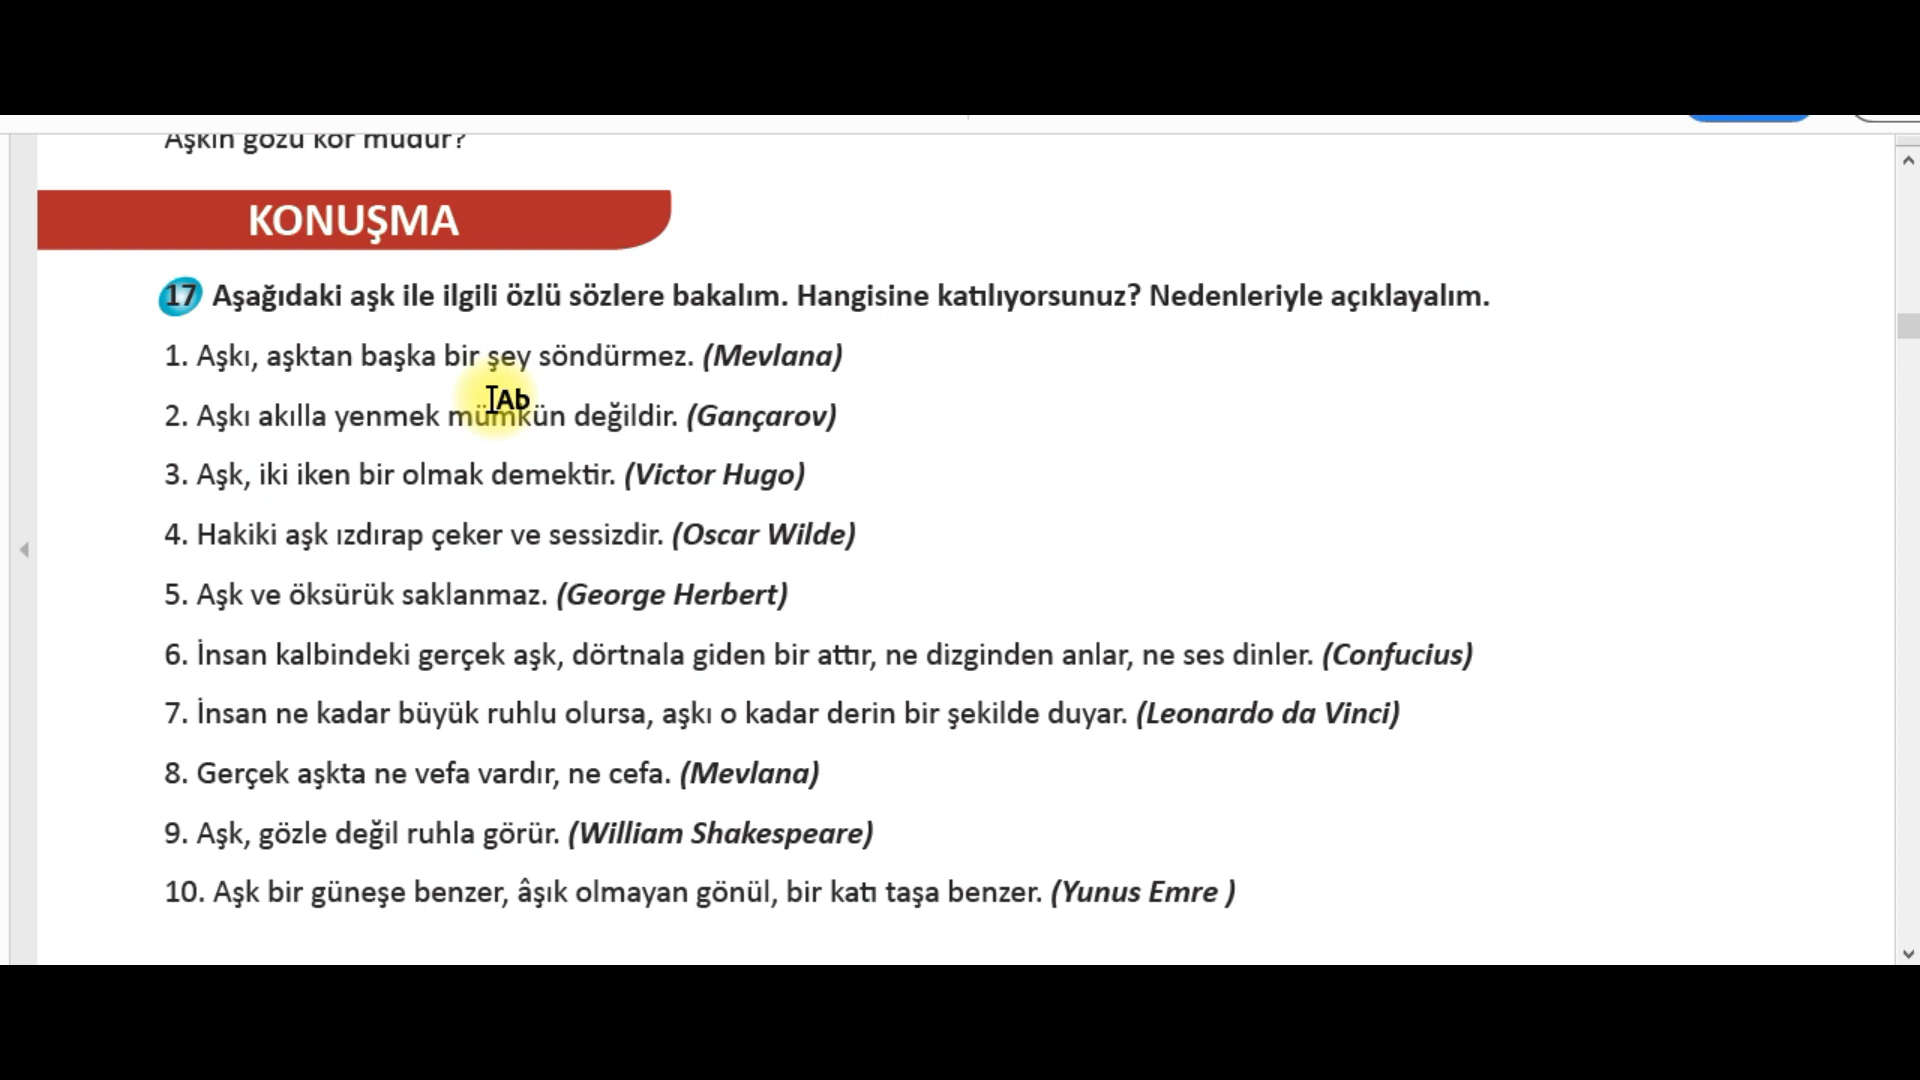 Aşkın gözü kör müdür?
KONUŞMA
17 Aşağıdaki aşk ile ilgili özlü sözlere bakalım. Hangisine katılıyorsunuz? Nedenleriyle açıklayalım.
1. Aşkı, aşktan başka bir şey söndürmez. (Mevlana)
Ab
2. Aşkı akılla yenmek mümkün değildir. (Gançarov)
3. Aşk, iki iken bir olmak demektir. (Victor Hugo)
4. Hakiki aşk ızdırap çeker ve sessizdir. (Oscar Wilde)
5. Aşk ve öksürük saklanmaz. (George Herbert)
6. İnsan kalbindeki gerçek aşk, dörtnala giden bir attır, ne dizginden anlar, ne ses dinler. (Confucius)
7. İnsan ne kadar büyük ruhlu olursa, aşkı o kadar derin bir şekilde duyar. (Leonardo da Vinci)
8. Gerçek aşkta ne vefa vardır, ne cefa. (Mevlana)
9. Aşk, gözle değil ruhla görür. (William Shakespeare)
10. Aşk bir güneşe benzer, âşık olmayan gönül, bir katı taşa benzer. (Yunus Emre )